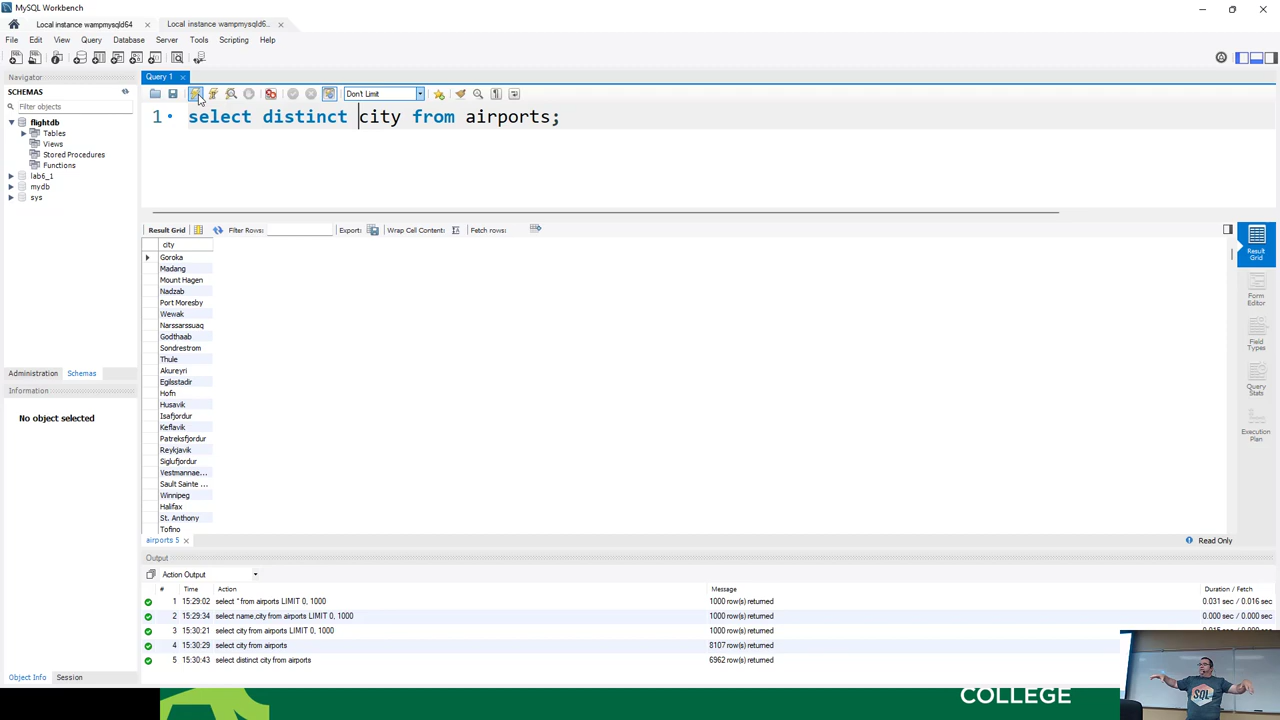 MySQL Workbench
Local instance wampmysqld64 × Local instance wampmysqld6.. ×
File Edit View Query Database Server Tools Scripting Help
Navigator
SCHEMAS
Filter objects
flightdb
Tables
Views
Stored Procedures
Functions
lab6_1
mydb
sys
Administration Schemas
Information
No object selected
Object Info Session
Query 1 ×
Don't Limit
1 select distinct city from airports;
Result Grid Filter Rows: Export: Wrap Cell Content: Fetch rows:
city
Goroka
Madang
Mount Hagen
Nadzab
Port Moresby
Wewak
Narssarssuaq
Godthaab
Sondrestrom
Thule
Akureyri
Egilsstadir
Hofn
Husavik
Isafjordur
Keflavik
Patreksfjordur
Reykjavik
Siglufjordur
Vestmannae...
Sault Sainte ...
Winnipeg
Halifax
St. Anthony
Tofino
Result Grid
Form Editor
Field Types
Query Stats
Execution Plan
airports 5 ×
Read Only
Output
Action Output
# Time Action Message Duration / Fetch
1 15:29:02 select * from airports LIMIT 0, 1000 1000 row(s) returned 0.031 sec / 0.016 sec
2 15:29:34 select name,city from airports LIMIT 0, 1000 1000 row(s) returned 0.000 sec / 0.000 sec
3 15:30:21 select city from airports LIMIT 0, 1000 1000 row(s) returned
4 15:30:29 select city from airports 8107 row(s) returned
5 15:30:43 select distinct city from airports 6962 row(s) returned
COLLEGE
SQL